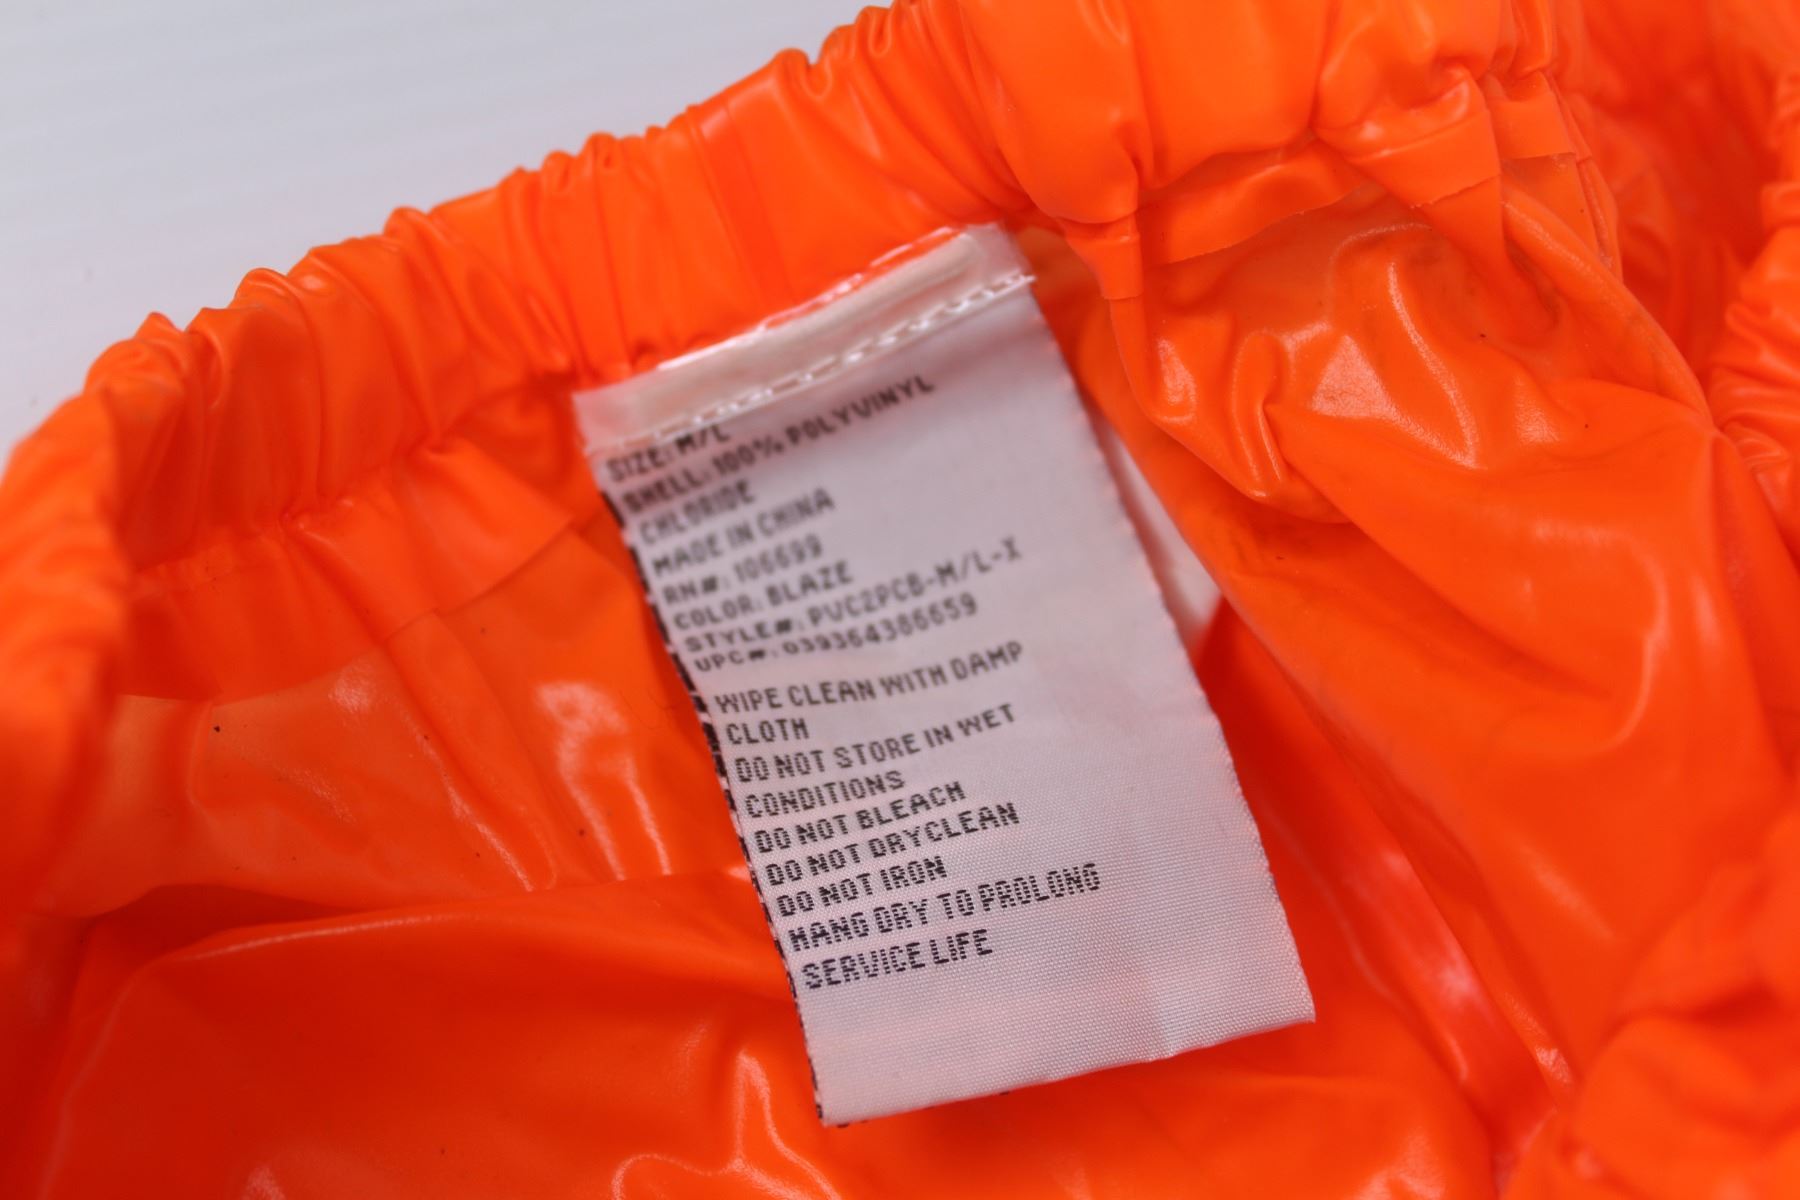 SIZE: M/L
SHELL: 100% POLYVINYL
CHLORIDE
MADE IN CHINA
RN#: 106699
COLOR: BLAZE
STYLE#: PVC2PCB-M/L-X
UPC#: 039364386659
WIPE CLEAN WITH DAMP
CLOTH
DO NOT STORE IN WET
CONDITIONS
DO NOT BLEACH
DO NOT DRYCLEAN
DO NOT IRON
HANG DRY TO PROLONG
SERVICE LIFE